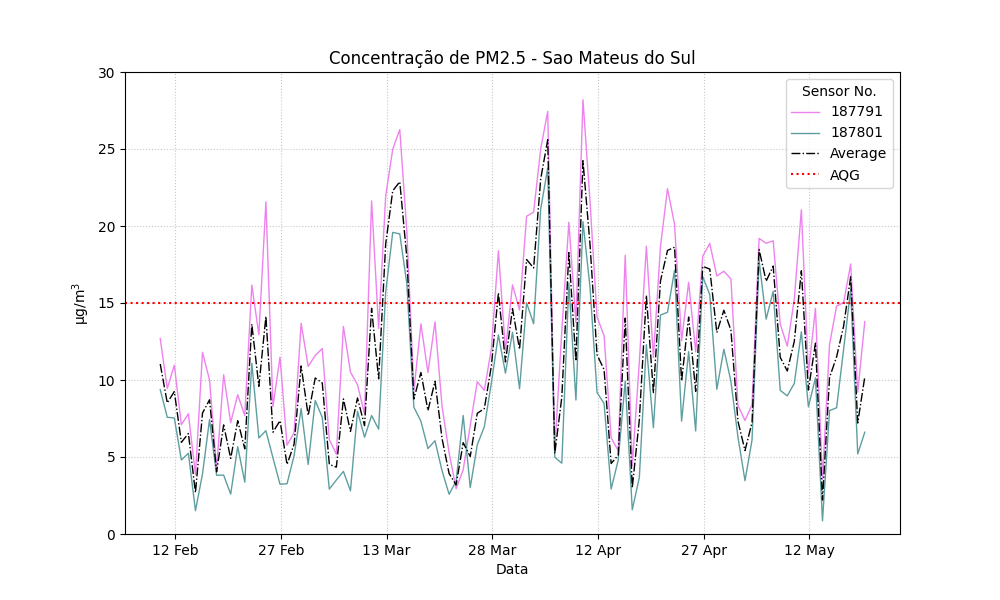 Concentração de PM2.5 - Sao Mateus do Sul
µg/m³
30
25
20
15
10
5
0
Sensor No.
187791
187801
Average
AQG
12 Feb
27 Feb
13 Mar
28 Mar
12 Apr
27 Apr
12 May
Data